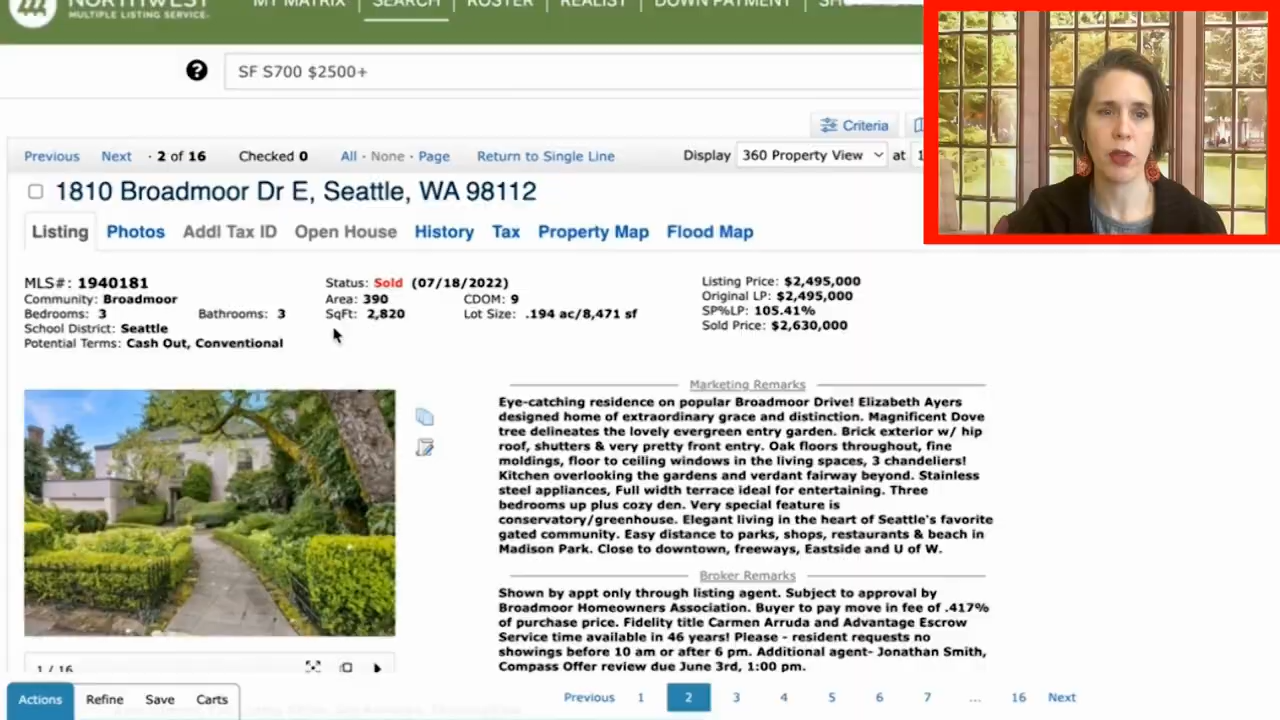 NORTHWEST
MULTIPLE LISTING SERVICE®
MY MATRIX
SEARCH
ROSTER
REALIST
DOWN PAYMENT
?
SF S700 $2500+
Criteria
Previous Next · 2 of 16 Checked 0 All · None · Page Return to Single Line Display 360 Property View at 1
1810 Broadmoor Dr E, Seattle, WA 98112
Listing Photos Addl Tax ID Open House History Tax Property Map Flood Map
MLS#: 1940181
Community: Broadmoor
Bedrooms: 3 Bathrooms: 3
School District: Seattle
Potential Terms: Cash Out, Conventional
Status: Sold (07/18/2022)
Area: 390 CDOM: 9
SqFt: 2,820 Lot Size: .194 ac/8,471 sf
Listing Price: $2,495,000
Original LP: $2,495,000
SP%LP: 105.41%
Sold Price: $2,630,000
Marketing Remarks
Eye-catching residence on popular Broadmoor Drive! Elizabeth Ayers
designed home of extraordinary grace and distinction. Magnificent Dove
tree delineates the lovely evergreen entry garden. Brick exterior w/ hip
roof, shutters & very pretty front entry. Oak floors throughout, fine
moldings, floor to ceiling windows in the living spaces, 3 chandeliers!
Kitchen overlooking the gardens and verdant fairway beyond. Stainless
steel appliances, Full width terrace ideal for entertaining. Three
bedrooms up plus cozy den. Very special feature is
conservatory/greenhouse. Elegant living in the heart of Seattle's favorite
gated community. Easy distance to parks, shops, restaurants & beach in
Madison Park. Close to downtown, freeways, Eastside and U of W.
Broker Remarks
Shown by appt only through listing agent. Subject to approval by
Broadmoor Homeowners Association. Buyer to pay move in fee of .417%
of purchase price. Fidelity title Carmen Arruda and Advantage Escrow
Service time available in 46 years! Please - resident requests no
showings before 10 am or after 6 pm. Additional agent- Jonathan Smith,
Compass Offer review due June 3rd, 1:00 pm.
1 / 16
Actions Refine Save Carts
Previous 1 2 3 4 5 6 7 ... 16 Next